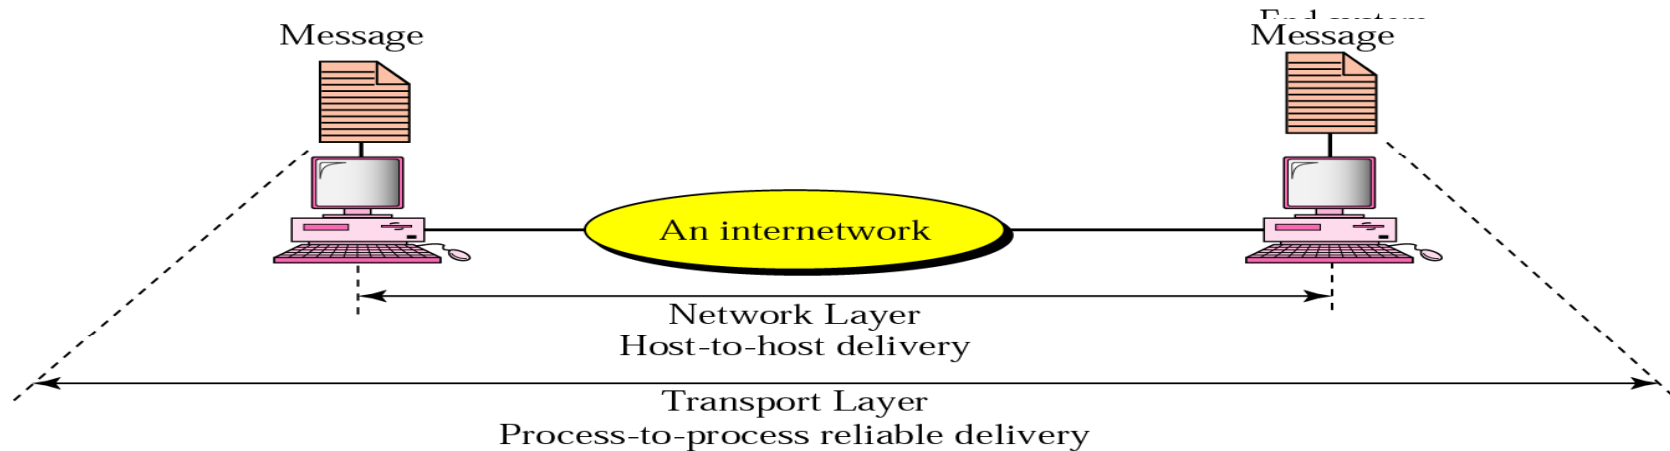 Message
Message
An internetwork
Network Layer
Host-to-host delivery
Transport Layer
Process-to-process reliable delivery